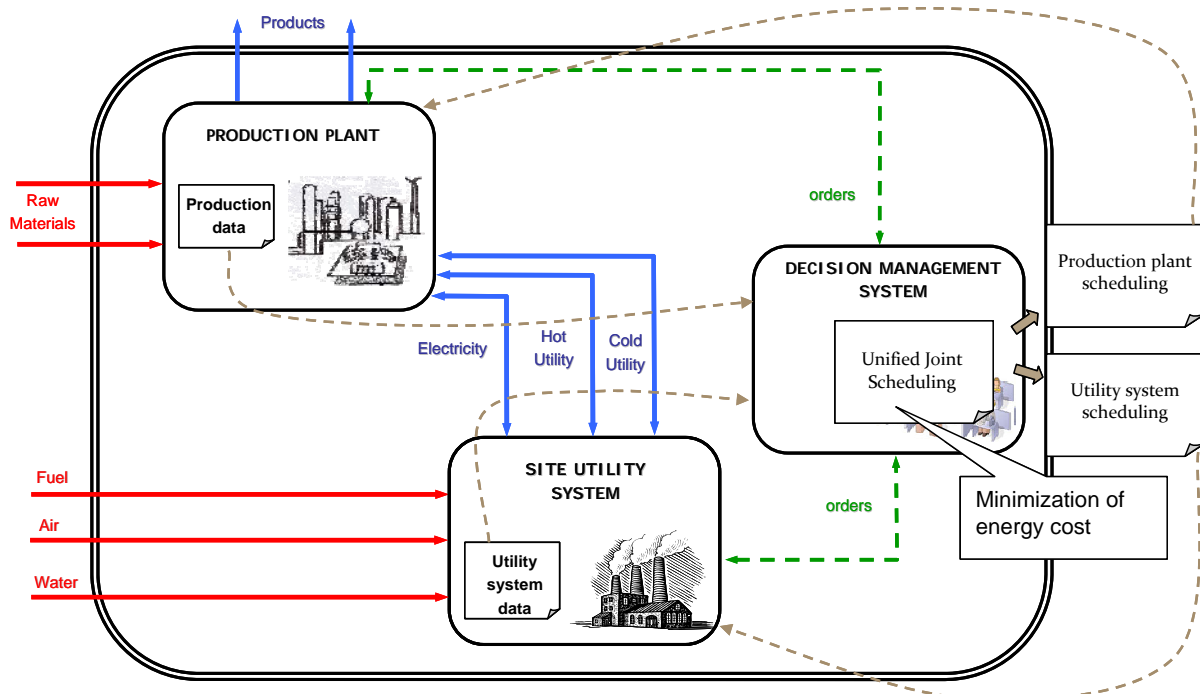 Products
PRODUCTION PLANT
Production
data
Raw
Materials
orders
DECISION MANAGEMENT
SYSTEM
Unified Joint
Scheduling
Production plant
scheduling
Utility system
scheduling
Electricity
Hot
Utility
Cold
Utility
SITE UTILITY
SYSTEM
Utility
system
data
Fuel
Air
Water
orders
Minimization of
energy cost